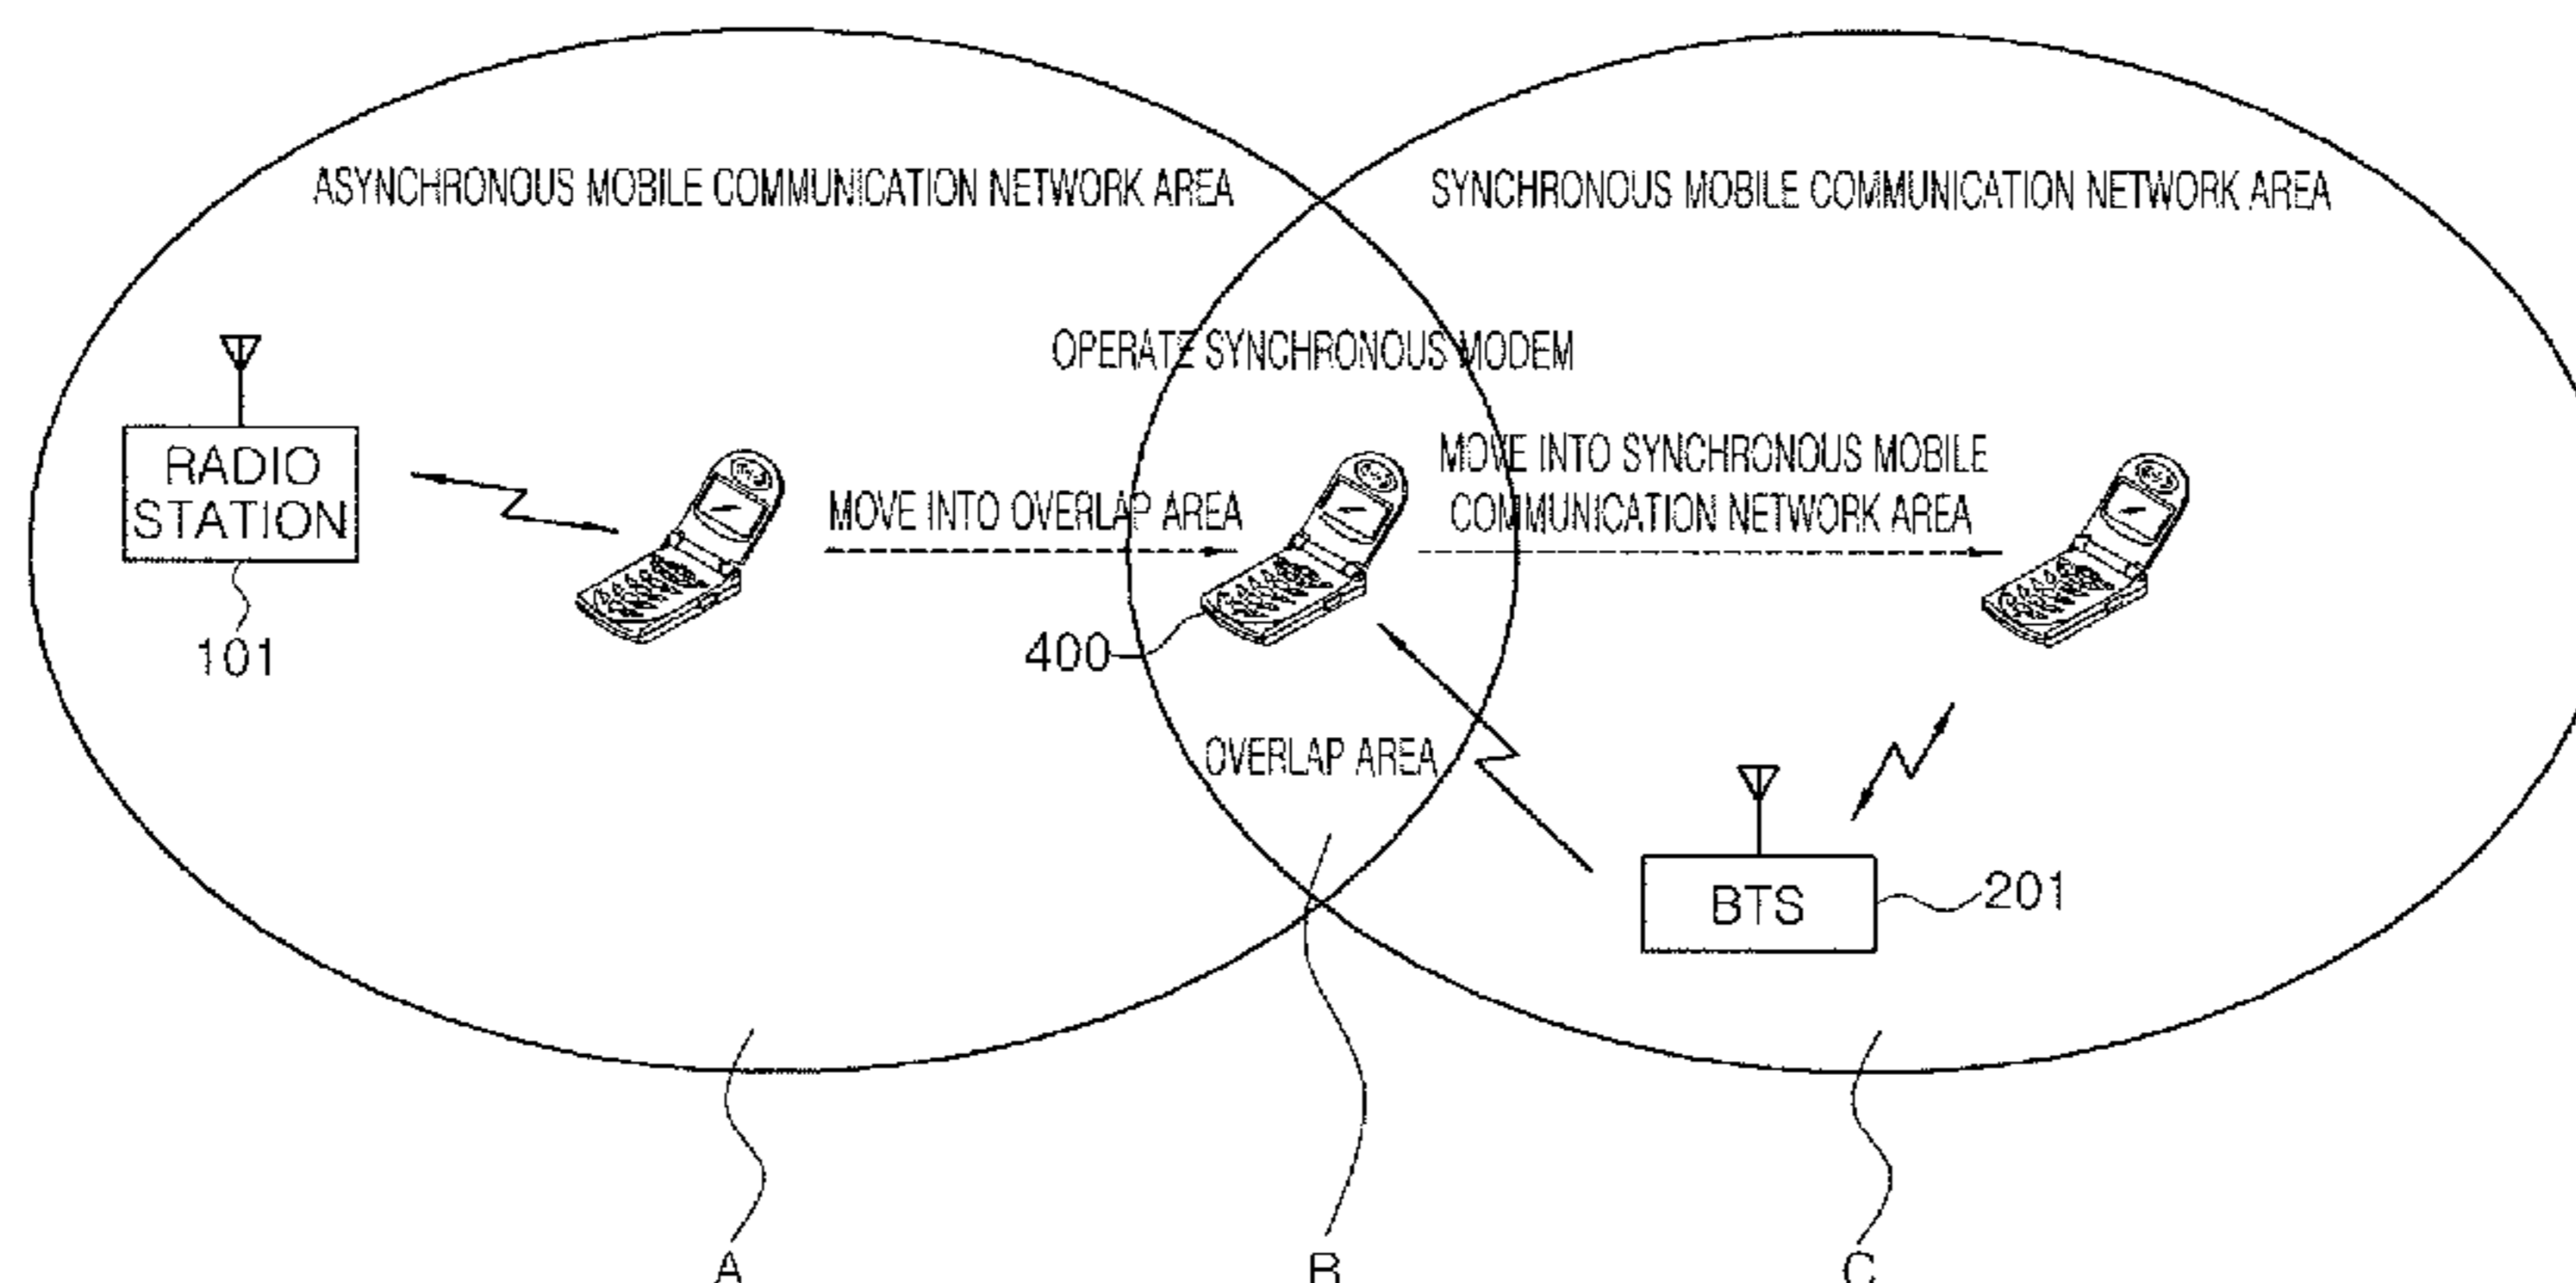 ASYNCHRONOUS MOBILE COMMUNICATION NETWORK AREA
SYNCHRONOUS MOBILE COMMUNICATION NETWORK AREA
OPERATE SYNCHRONOUS MODEM
RADIO
STATION
MOVE INTO OVERLAP AREA
MOVE INTO SYNCHRONOUS MOBILE
COMMUNICATION NETWORK AREA
101
400
OVERLAP AREA
BTS
201
A
B
C